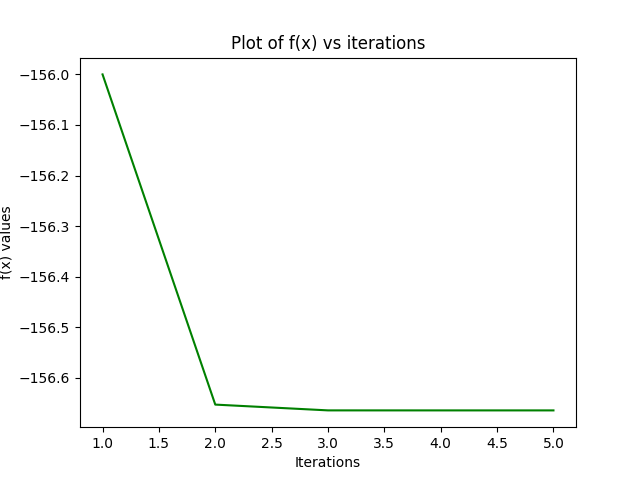 Plot of f(x) vs iterations
−156.0
−156.1
−156.2
−156.3
−156.4
−156.5
−156.6
f(x) values
1.0 1.5 2.0 2.5 3.0 3.5 4.0 4.5 5.0
Iterations